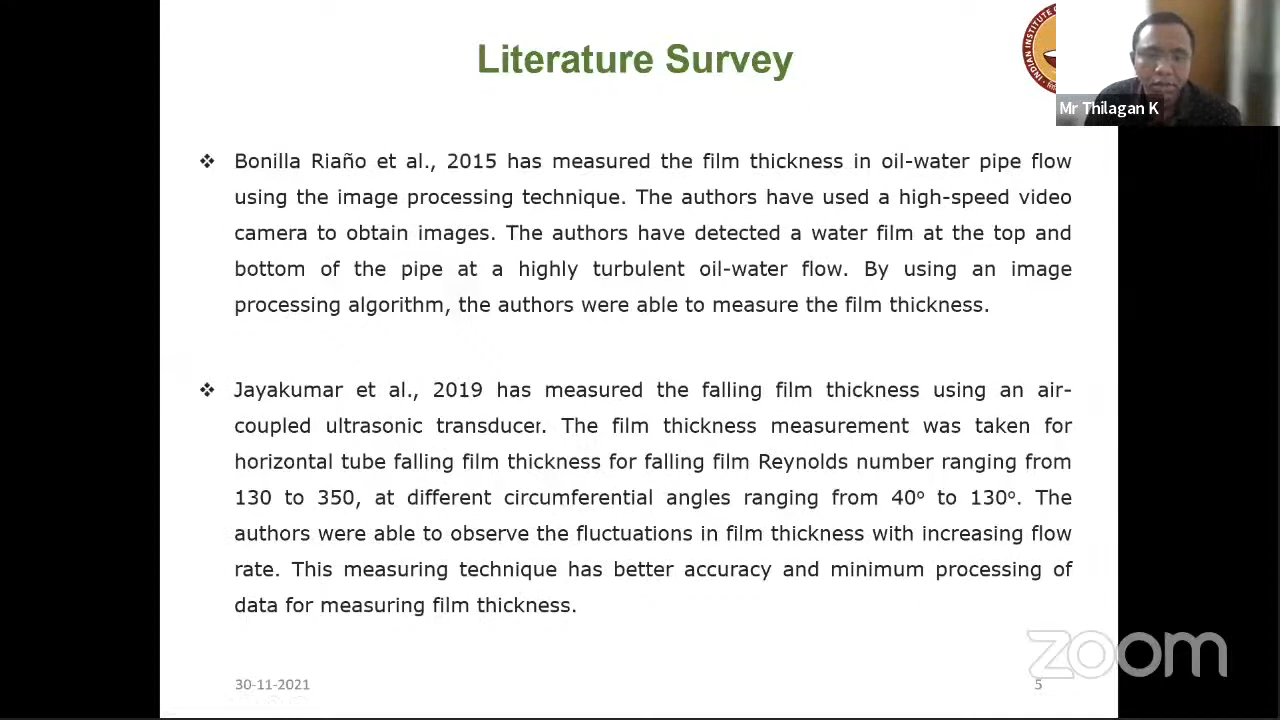 Literature Survey
INDIAN INSTITUTE
Mr Thilagan K
❖ Bonilla Riaño et al., 2015 has measured the film thickness in oil-water pipe flow
using the image processing technique. The authors have used a high-speed video
camera to obtain images. The authors have detected a water film at the top and
bottom of the pipe at a highly turbulent oil-water flow. By using an image
processing algorithm, the authors were able to measure the film thickness.
❖ Jayakumar et al., 2019 has measured the falling film thickness using an air-
coupled ultrasonic transducer. The film thickness measurement was taken for
horizontal tube falling film thickness for falling film Reynolds number ranging from
130 to 350, at different circumferential angles ranging from 40° to 130°. The
authors were able to observe the fluctuations in film thickness with increasing flow
rate. This measuring technique has better accuracy and minimum processing of
data for measuring film thickness.
zoom
30-11-2021
5